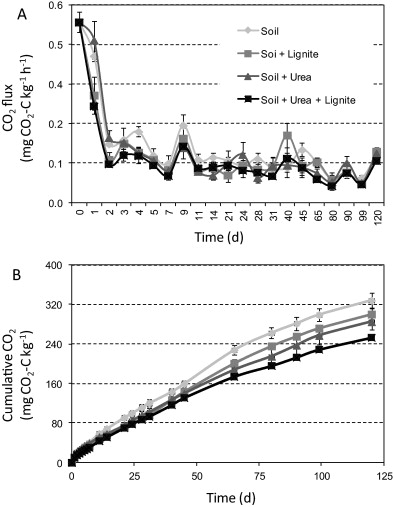 A
0.6
0.5
0.4
0.2
0.1
0.0
CO2 flux
(mg CO2-C kg-1 h-1)
Soil
Soi + Lignite
Soil + Urea
Soil + Urea + Lignite
0 1 2 3 4 5 7 9 11 14 21 24 28 31 40 45 65 80 90 99 120
Time (d)
B
400
320
240
160
80
0
Cumulative CO2
(mg CO2-C kg-1)
0 25 50 75 100 125
Time (d)